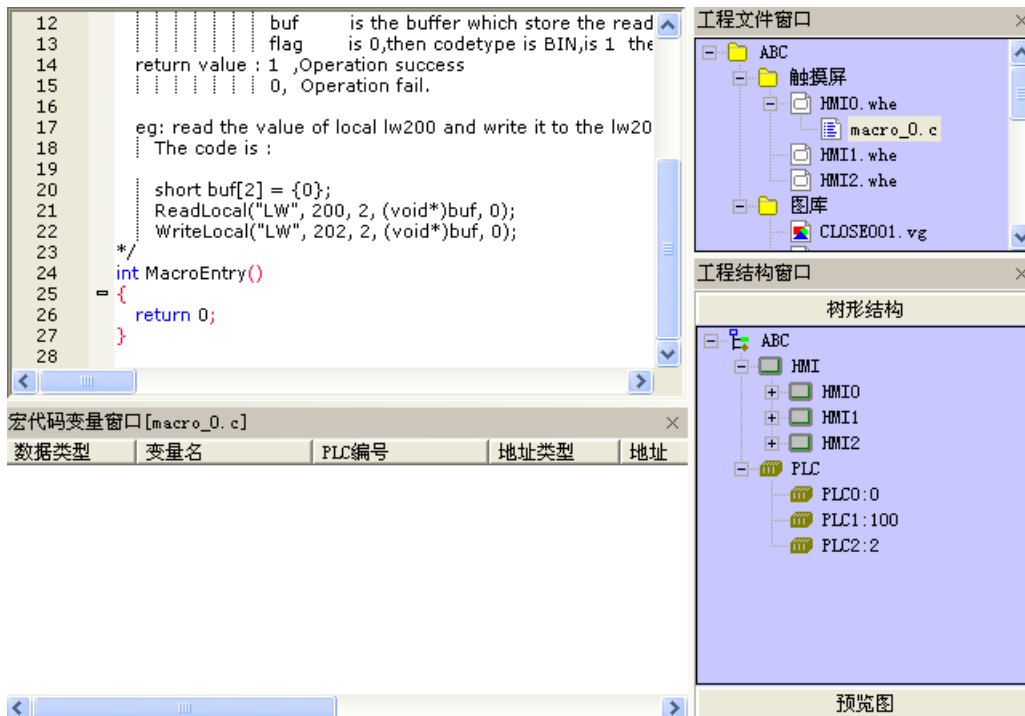 12 buf is the buffer which store the read
13 flag is 0,then codetype is BIN,is 1 the
14 return value : 1 ,Operation success
15 0, Operation fail.
16
17 eg: read the value of local lw200 and write it to the lw20
18 The code is :
19
20 short buf[2] = {0};
21 ReadLocal("LW", 200, 2, (void*)buf, 0);
22 WriteLocal("LW", 202, 2, (void*)buf, 0);
23 */
24 int MacroEntry()
25 {
26 return 0;
27 }
28
宏代码变量窗口[macro_0.c]
数据类型 变量名 PLC编号 地址类型 地址
工程文件窗口
ABC
触摸屏
HMI0.whe
macro_0.c
HMI1.whe
HMI2.whe
图库
CLOSE001.vg
工程结构窗口
树形结构
ABC
HMI
HMI0
HMI1
HMI2
PLC
PLC0:0
PLC1:100
PLC2:2
预览图